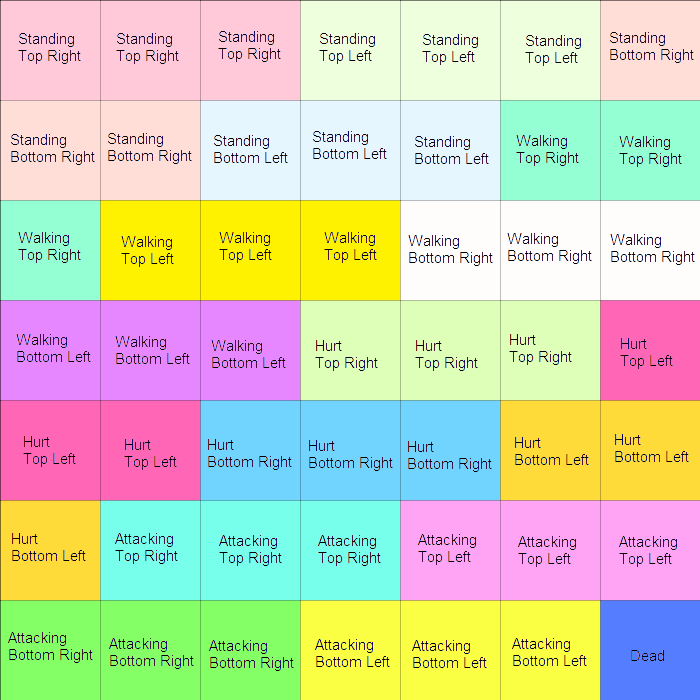 Standing
Top Right
Standing
Top Right
Standing
Top Right
Standing
Top Left
Standing
Top Left
Standing
Top Left
Standing
Bottom Right
Standing
Bottom Right
Standing
Bottom Right
Standing
Bottom Left
Standing
Bottom Left
Standing
Bottom Left
Walking
Top Right
Walking
Top Right
Walking
Top Right
Walking
Top Left
Walking
Top Left
Walking
Top Left
Walking
Bottom Right
Walking
Bottom Right
Walking
Bottom Right
Walking
Bottom Left
Walking
Bottom Left
Walking
Bottom Left
Hurt
Top Right
Hurt
Top Right
Hurt
Top Right
Hurt
Top Left
Hurt
Top Left
Hurt
Top Left
Hurt
Bottom Right
Hurt
Bottom Right
Hurt
Bottom Right
Hurt
Bottom Left
Hurt
Bottom Left
Hurt
Bottom Left
Attacking
Top Right
Attacking
Top Right
Attacking
Top Right
Attacking
Top Left
Attacking
Top Left
Attacking
Top Left
Attacking
Bottom Right
Attacking
Bottom Right
Attacking
Bottom Right
Attacking
Bottom Left
Attacking
Bottom Left
Attacking
Bottom Left
Dead